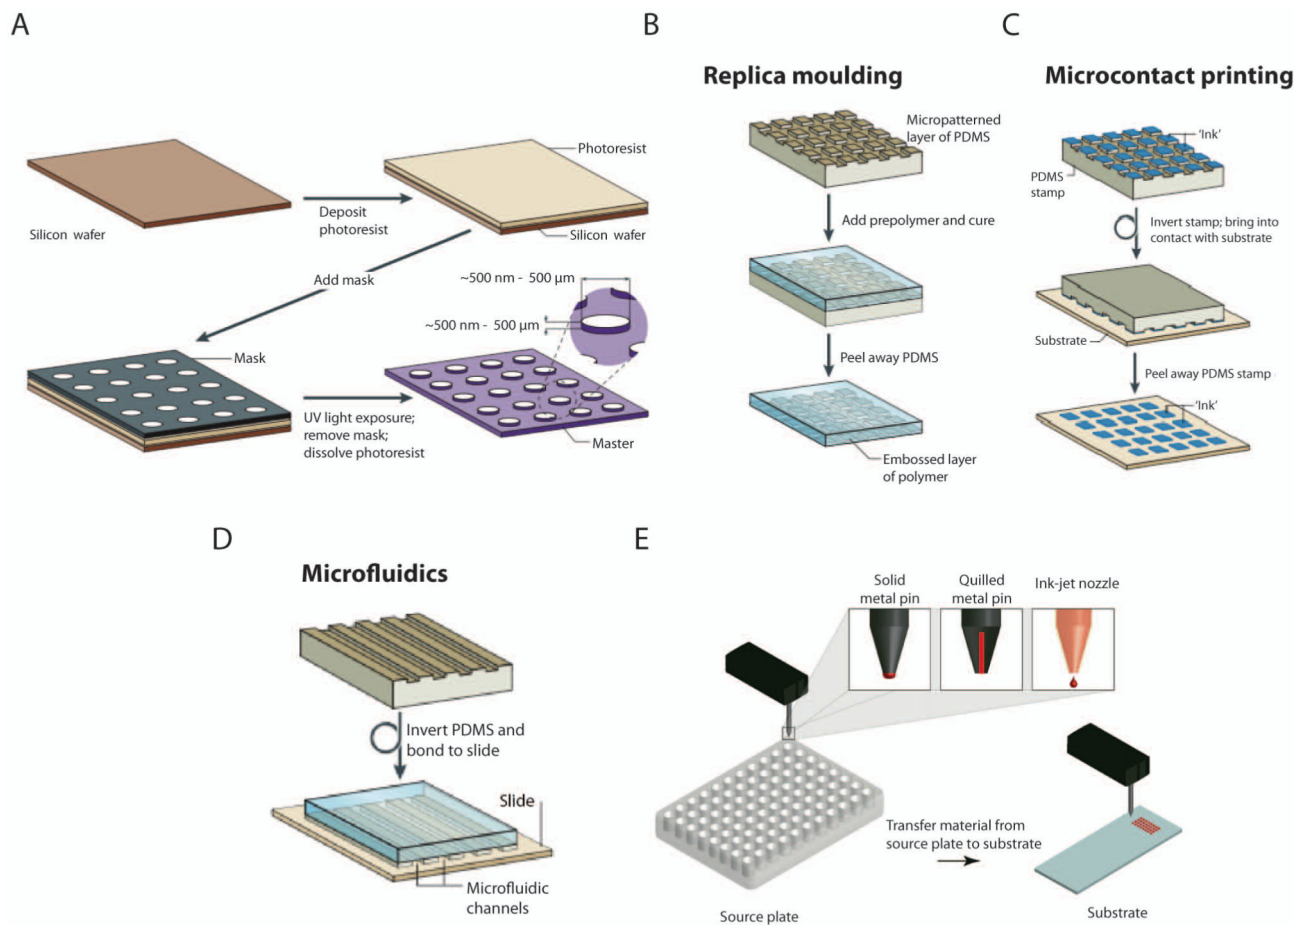 A
Silicon wafer
Deposit
photoresist
Photoresist
Silicon wafer
Add mask
Mask
UV light exposure;
remove mask;
dissolve photoresist
~500 nm - 500 µm
~500 nm - 500 µm
Master
B
Replica moulding
Micropatterned
layer of PDMS
Add prepolymer and cure
Peel away PDMS
Embossed layer
of polymer
C
Microcontact printing
'Ink'
PDMS
stamp
Invert stamp; bring into
contact with substrate
Substrate
Peel away PDMS stamp
'Ink'
D
Microfluidics
Invert PDMS and
bond to slide
Slide
Microfluidic
channels
E
Solid
metal pin
Quilled
metal pin
Ink-jet nozzle
Source plate
Transfer material from
source plate to substrate
Substrate